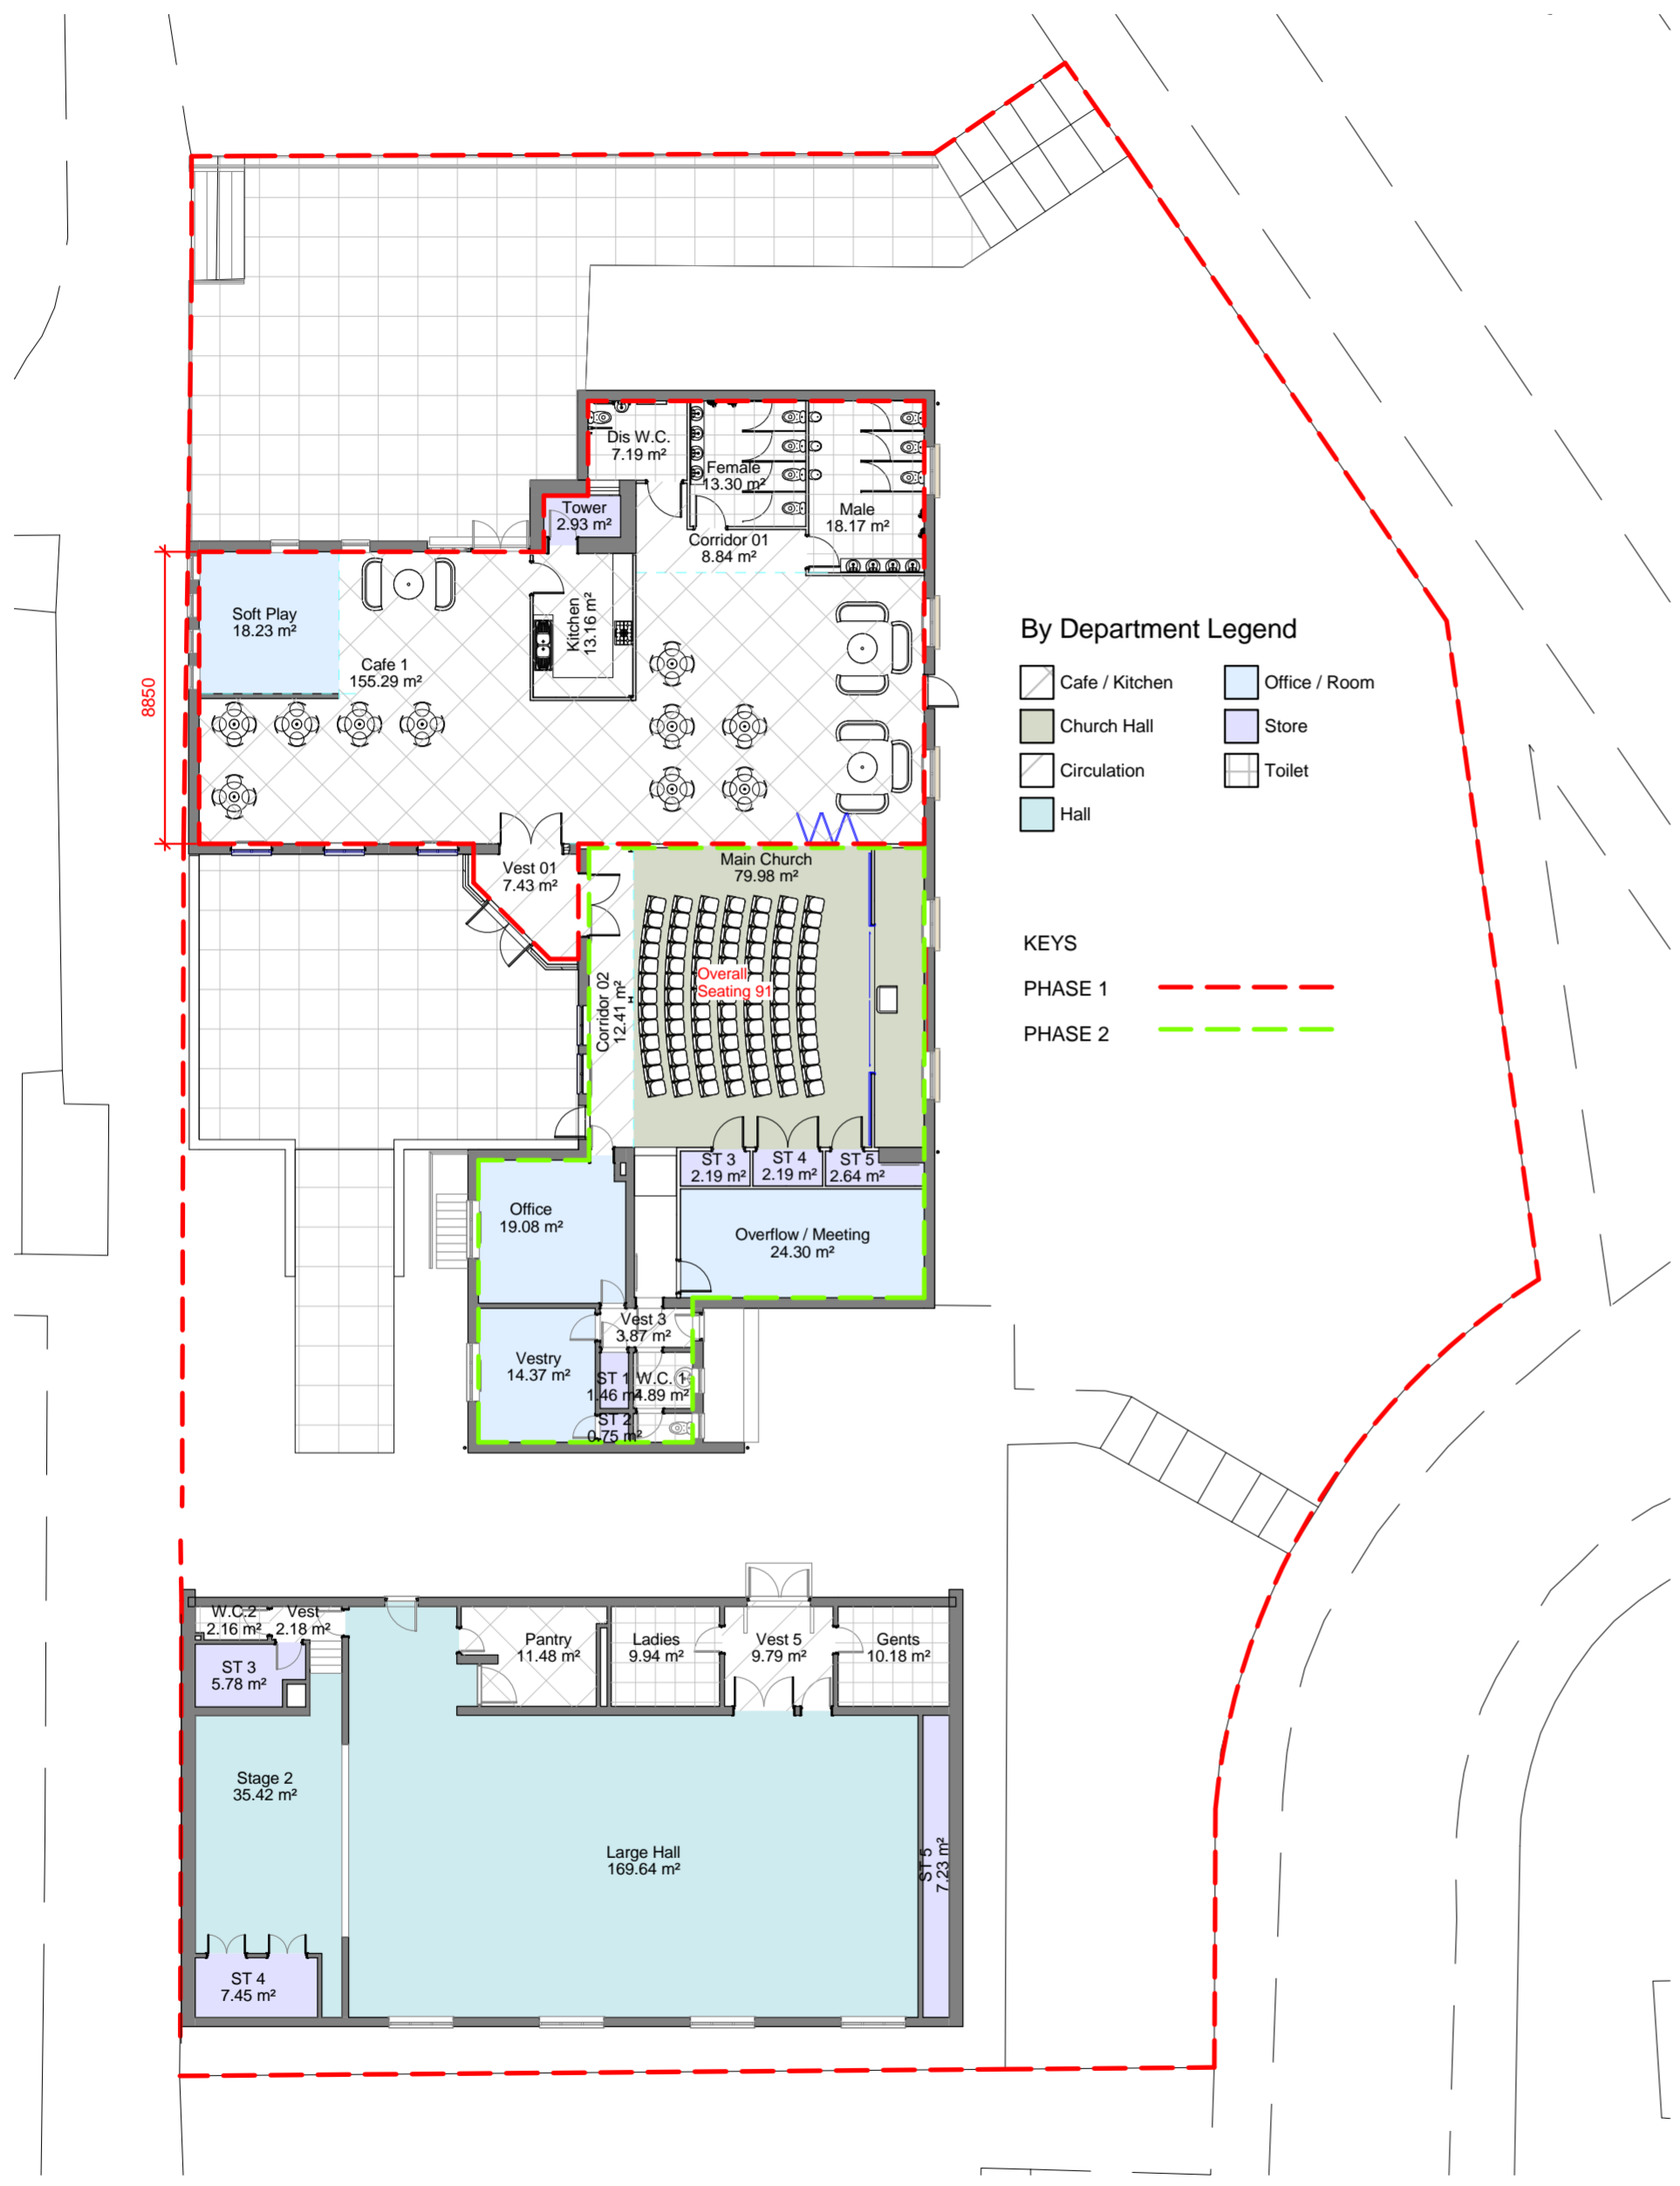 Dis W.C.
7.19 m²
Female
13.30 m²
Tower
2.93 m²
Male
18.17 m²
Corridor 01
8.84 m²
Soft Play
18.23 m²
Kitchen
13.16 m²
Cafe 1
155.29 m²
8850
By Department Legend
Cafe / Kitchen
Office / Room
Church Hall
Store
Circulation
Toilet
Hall
Vest 01
7.43 m²
Main Church
79.98 m²
Overall
Seating 91
Corridor 02
12.41 m²
KEYS
PHASE 1
PHASE 2
ST 3
2.19 m²
ST 4
2.19 m²
ST 5
2.64 m²
Office
19.08 m²
Overflow / Meeting
24.30 m²
Vest 3
3.87 m²
Vestry
14.37 m²
ST 1
1.46 m²
W.C. 1
4.89 m²
ST 2
0.75 m²
W.C.2
2.16 m²
Vest
2.18 m²
ST 3
5.78 m²
Pantry
11.48 m²
Ladies
9.94 m²
Vest 5
9.79 m²
Gents
10.18 m²
Stage 2
35.42 m²
Large Hall
169.64 m²
ST 5
7.23 m²
ST 4
7.45 m²